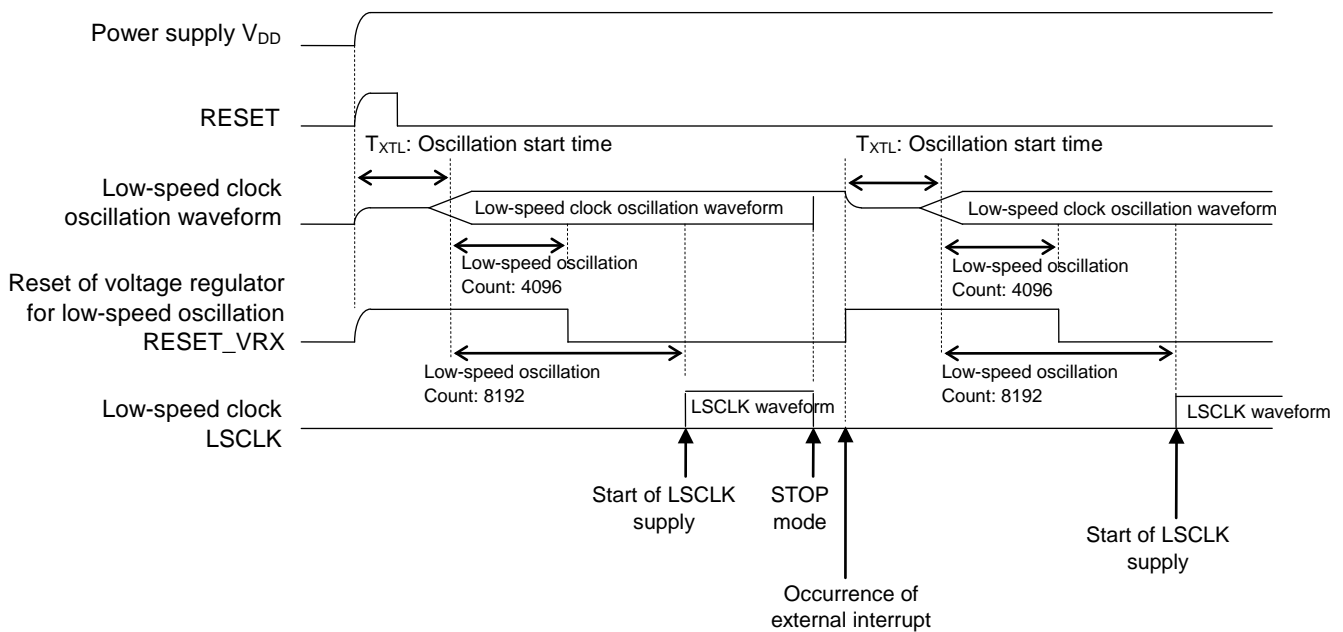 Power supply VDD
RESET
TXTL: Oscillation start time
TXTL: Oscillation start time
Low-speed clock
oscillation waveform
Low-speed clock oscillation waveform
Low-speed clock oscillation waveform
Low-speed oscillation
Count: 4096
Low-speed oscillation
Count: 4096
Reset of voltage regulator
for low-speed oscillation
RESET_VRX
Low-speed oscillation
Count: 8192
Low-speed oscillation
Count: 8192
Low-speed clock
LSCLK
LSCLK waveform
LSCLK waveform
Start of LSCLK
supply
STOP
mode
Start of LSCLK
supply
Occurrence of
external interrupt